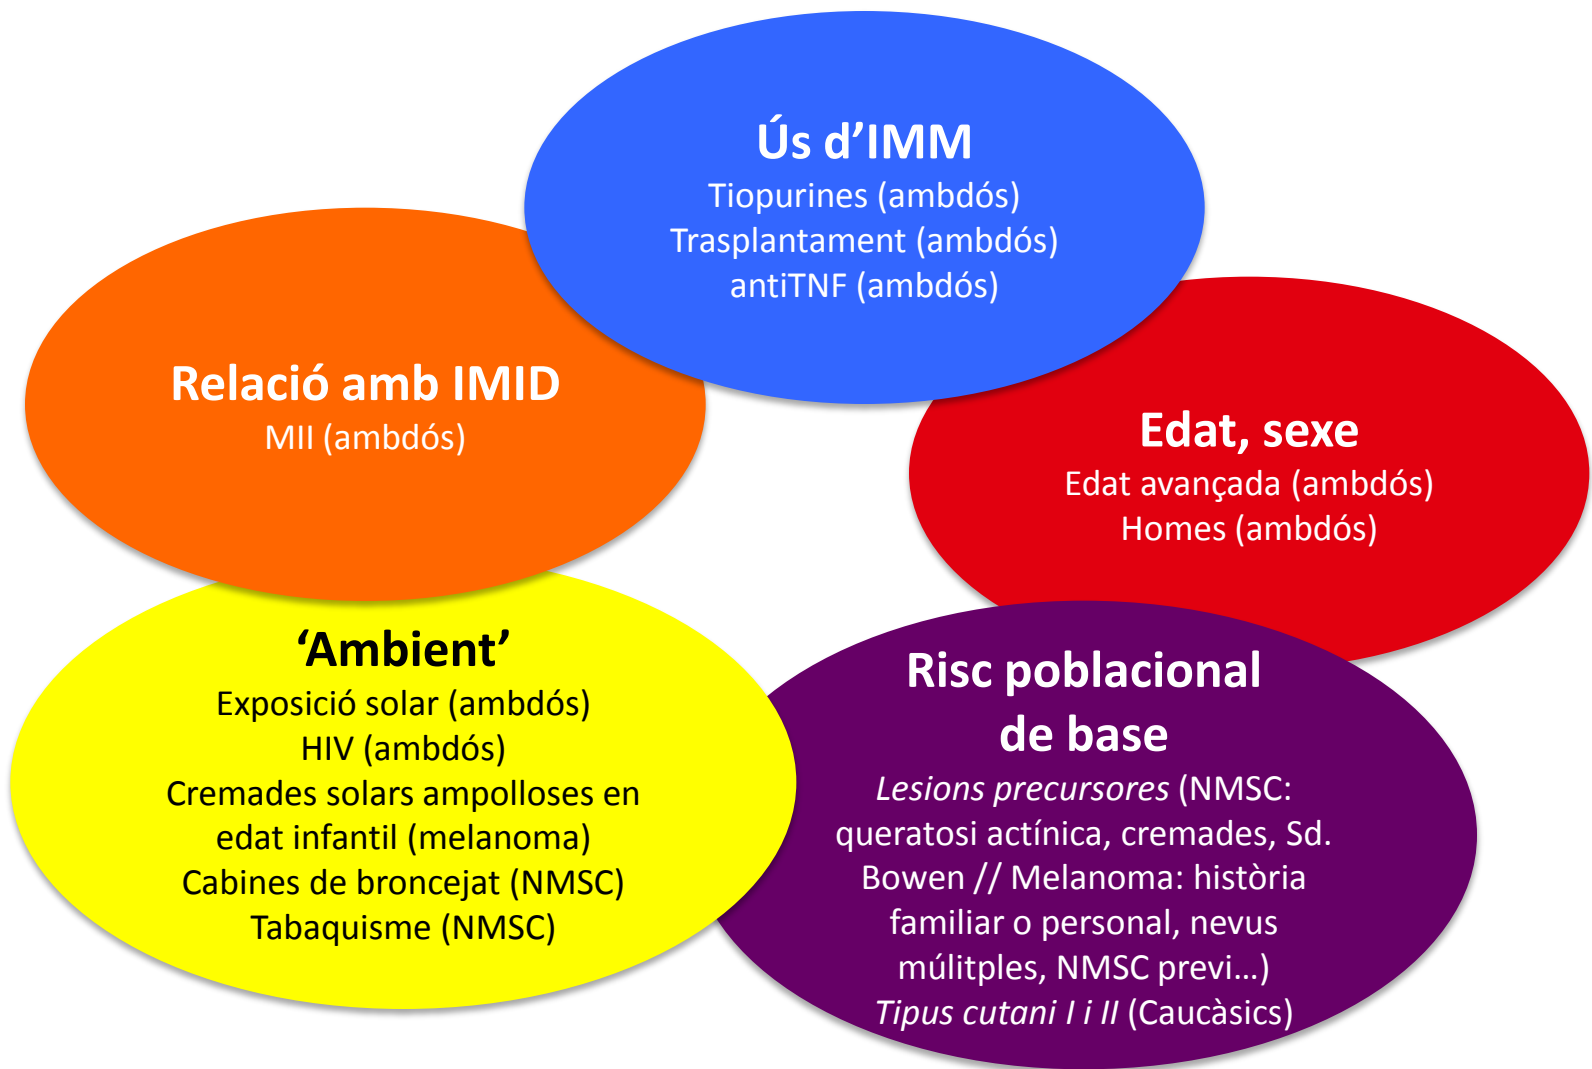 Ús d’IMM
Tiopurines (ambdós)
Trasplantament (ambdós)
antiTNF (ambdós)
Relació amb IMID
MII (ambdós)
Edat, sexe
Edat avançada (ambdós)
Homes (ambdós)
‘Ambient’
Exposició solar (ambdós)
HIV (ambdós)
Cremades solars ampolloses en
edat infantil (melanoma)
Cabines de broncejat (NMSC)
Tabaquisme (NMSC)
Risc poblacional
de base
Lesions precursores (NMSC:
queratosi actínica, cremades, Sd.
Bowen // Melanoma: història
familiar o personal, nevus
múlitples, NMSC previ…)
Tipus cutani I i II (Caucàsics)